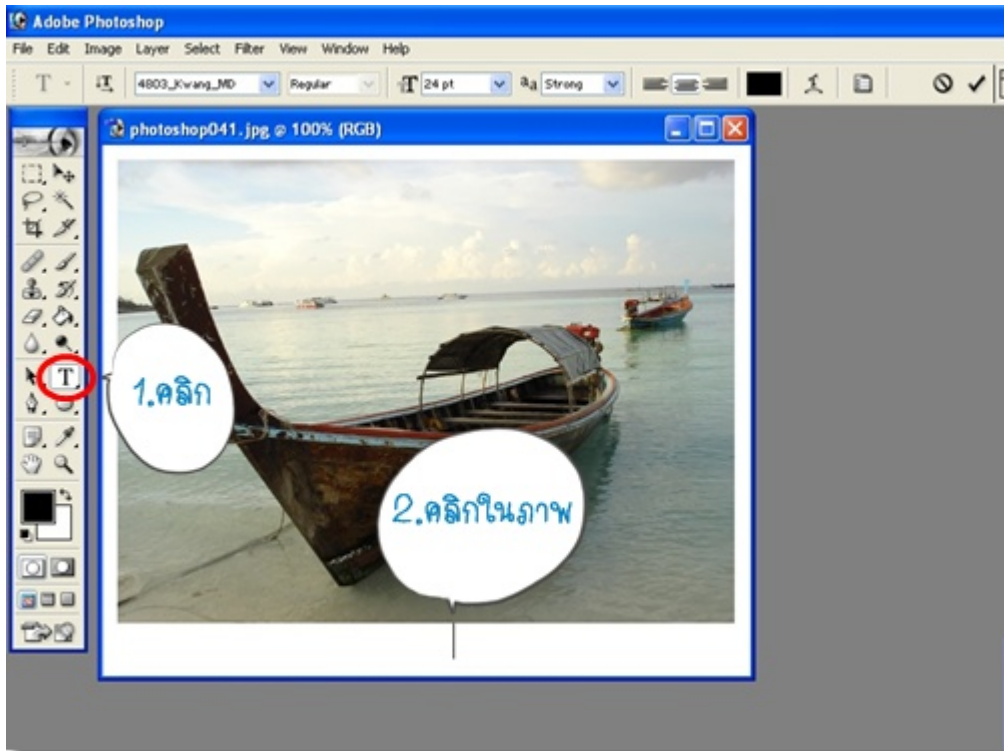 Adobe Photoshop
File Edit Image Layer Select Filter View Window Help
T T 4803_Kwang_MD Regular T 24 pt aa Strong
photoshop041.jpg @ 100% (RGB)
T
1.คลิก
2.คลิกในภาพ